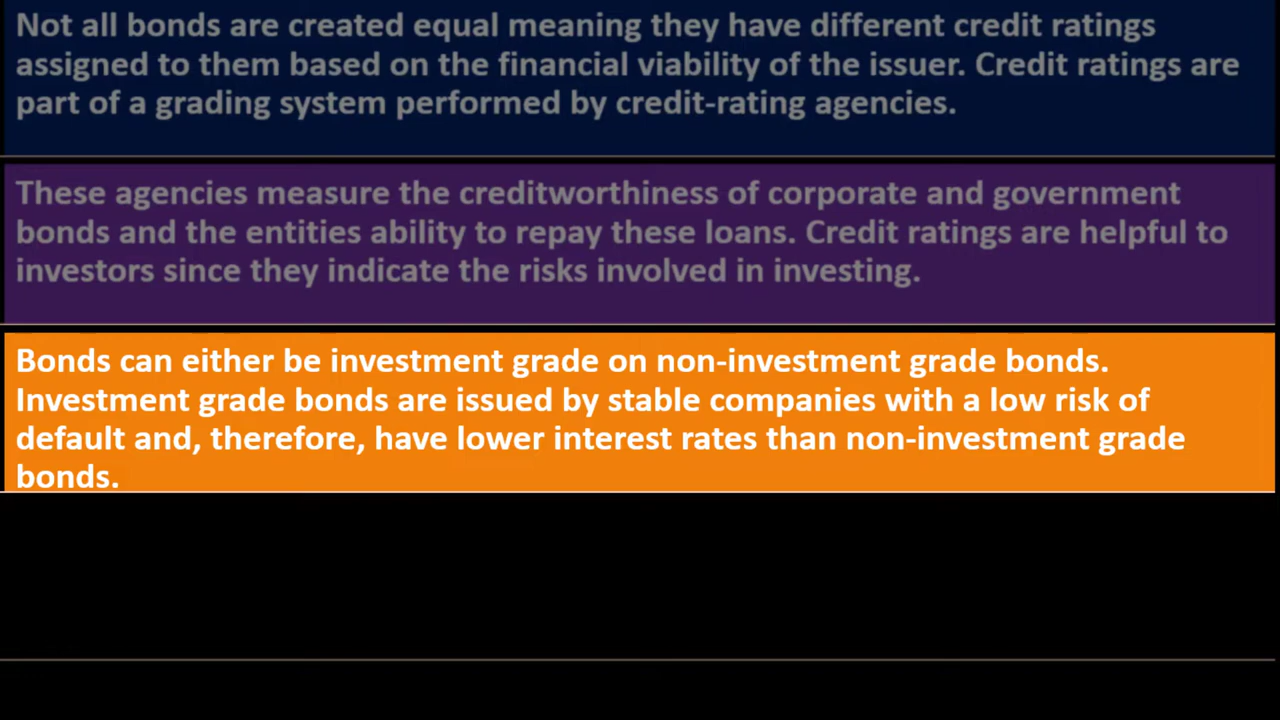 Not all bonds are created equal meaning they have different credit ratings
assigned to them based on the financial viability of the issuer. Credit ratings are
part of a grading system performed by credit-rating agencies.
These agencies measure the creditworthiness of corporate and government
bonds and the entities ability to repay these loans. Credit ratings are helpful to
investors since they indicate the risks involved in investing.
Bonds can either be investment grade on non-investment grade bonds.
Investment grade bonds are issued by stable companies with a low risk of
default and, therefore, have lower interest rates than non-investment grade
bonds.